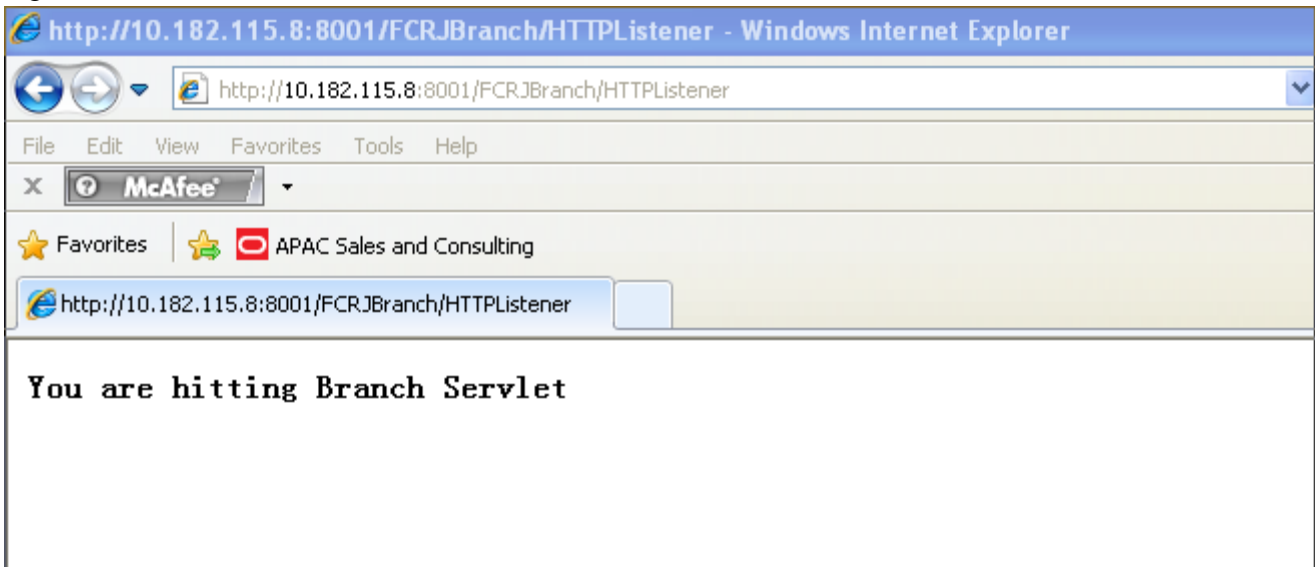 http://10.182.115.8:8001/FCRJBranch/HTTPListener - Windows Internet Explorer
http://10.182.115.8:8001/FCRJBranch/HTTPListener
File Edit View Favorites Tools Help
x McAfee
Favorites APAC Sales and Consulting
http://10.182.115.8:8001/FCRJBranch/HTTPListener
You are hitting Branch Servlet